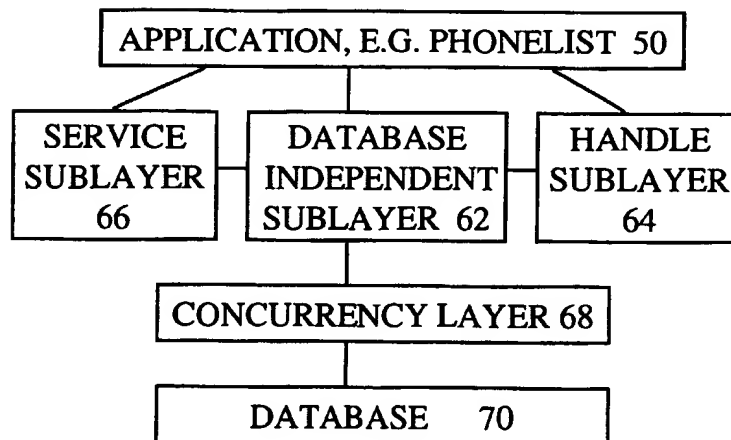 APPLICATION, E.G. PHONELIST 50
SERVICE
SUBLAYER
66
DATABASE
INDEPENDENT
SUBLAYER 62
HANDLE
SUBLAYER
64
CONCURRENCY LAYER 68
DATABASE 70